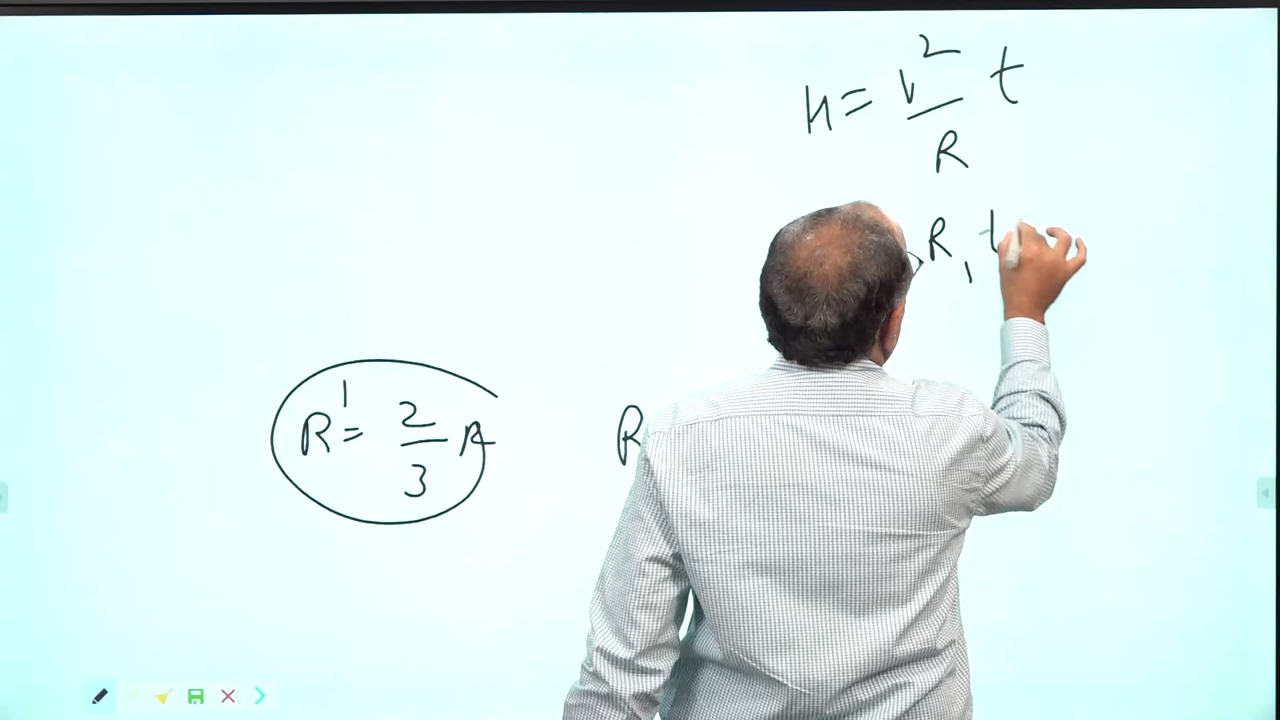 H = V² t
R
R₁ t
R' = 2/3 R
R